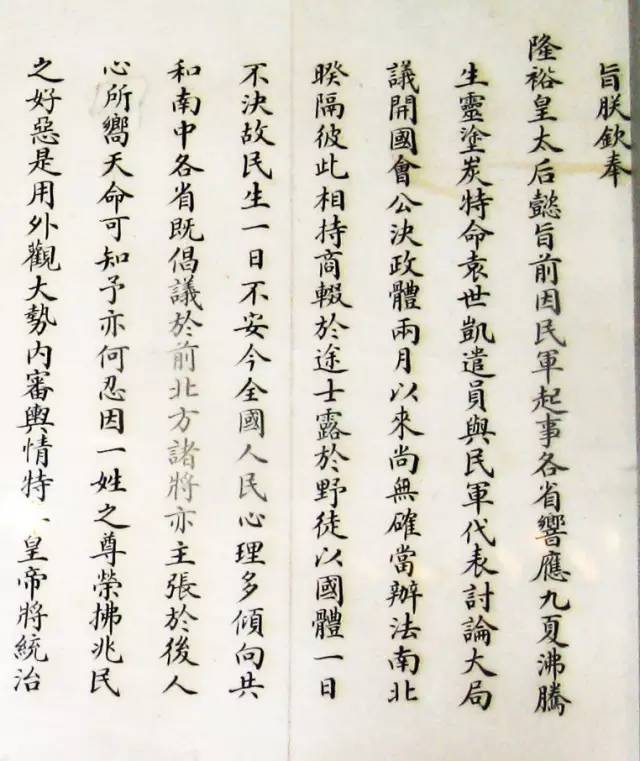 旨朕欽奉
隆裕皇太后懿旨前因民軍起事各省響應九夏沸騰
生靈塗炭特命袁世凱遣員與民軍代表討論大局
議開國會公決政體兩月以來尚無確當辦法南北
暌隔彼此相持商輟於途士露於野徒以國體一日
不決故民生一日不安今全國人民心理多傾向共
和南中各省既倡議於前北方諸將亦主張於後人
心所嚮天命可知予亦何忍因一姓之尊榮拂兆民
之好惡是用外觀大勢內審輿情特皇帝將統治